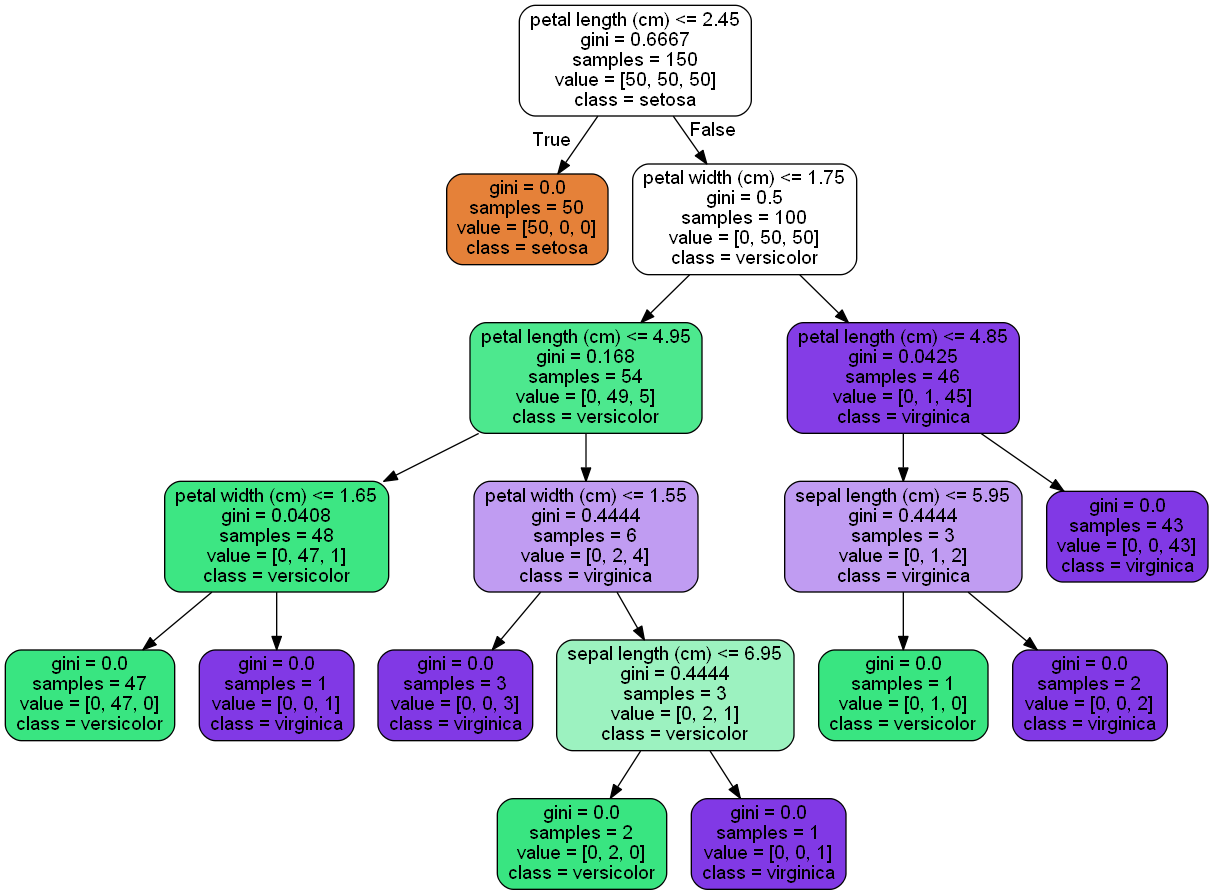 petal length (cm) <= 2.45
gini = 0.6667
samples = 150
value = [50, 50, 50]
class = setosa
True
False
gini = 0.0
samples = 50
value = [50, 0, 0]
class = setosa
petal width (cm) <= 1.75
gini = 0.5
samples = 100
value = [0, 50, 50]
class = versicolor
petal length (cm) <= 4.95
gini = 0.168
samples = 54
value = [0, 49, 5]
class = versicolor
petal length (cm) <= 4.85
gini = 0.0425
samples = 46
value = [0, 1, 45]
class = virginica
petal width (cm) <= 1.65
gini = 0.0408
samples = 48
value = [0, 47, 1]
class = versicolor
petal width (cm) <= 1.55
gini = 0.4444
samples = 6
value = [0, 2, 4]
class = virginica
sepal length (cm) <= 5.95
gini = 0.4444
samples = 3
value = [0, 1, 2]
class = virginica
gini = 0.0
samples = 43
value = [0, 0, 43]
class = virginica
gini = 0.0
samples = 47
value = [0, 47, 0]
class = versicolor
gini = 0.0
samples = 1
value = [0, 0, 1]
class = virginica
gini = 0.0
samples = 3
value = [0, 0, 3]
class = virginica
sepal length (cm) <= 6.95
gini = 0.4444
samples = 3
value = [0, 2, 1]
class = versicolor
gini = 0.0
samples = 1
value = [0, 1, 0]
class = versicolor
gini = 0.0
samples = 2
value = [0, 0, 2]
class = virginica
gini = 0.0
samples = 2
value = [0, 2, 0]
class = versicolor
gini = 0.0
samples = 1
value = [0, 0, 1]
class = virginica